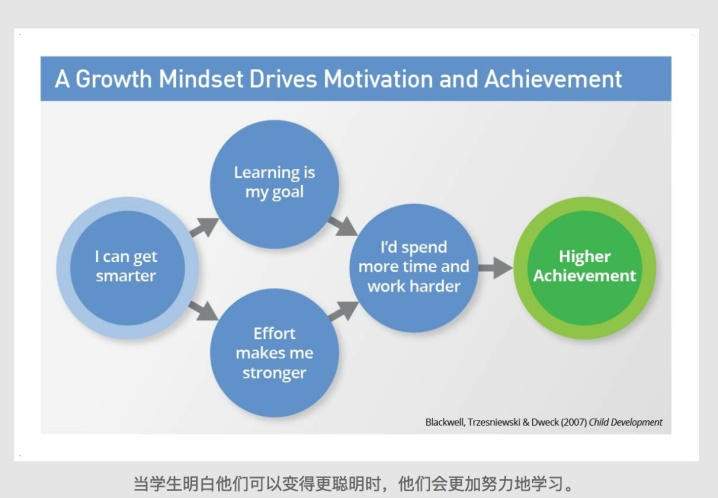 A Growth Mindset Drives Motivation and Achievement
Learning is
my goal
I can get
smarter
I'd spend
more time and
work harder
Higher
Achievement
Effort
makes me
stronger
Blackwell, Trzesniewski & Dweck (2007) Child Development
当学生明白他们可以变得更聪明时，他们会更加努力地学习。